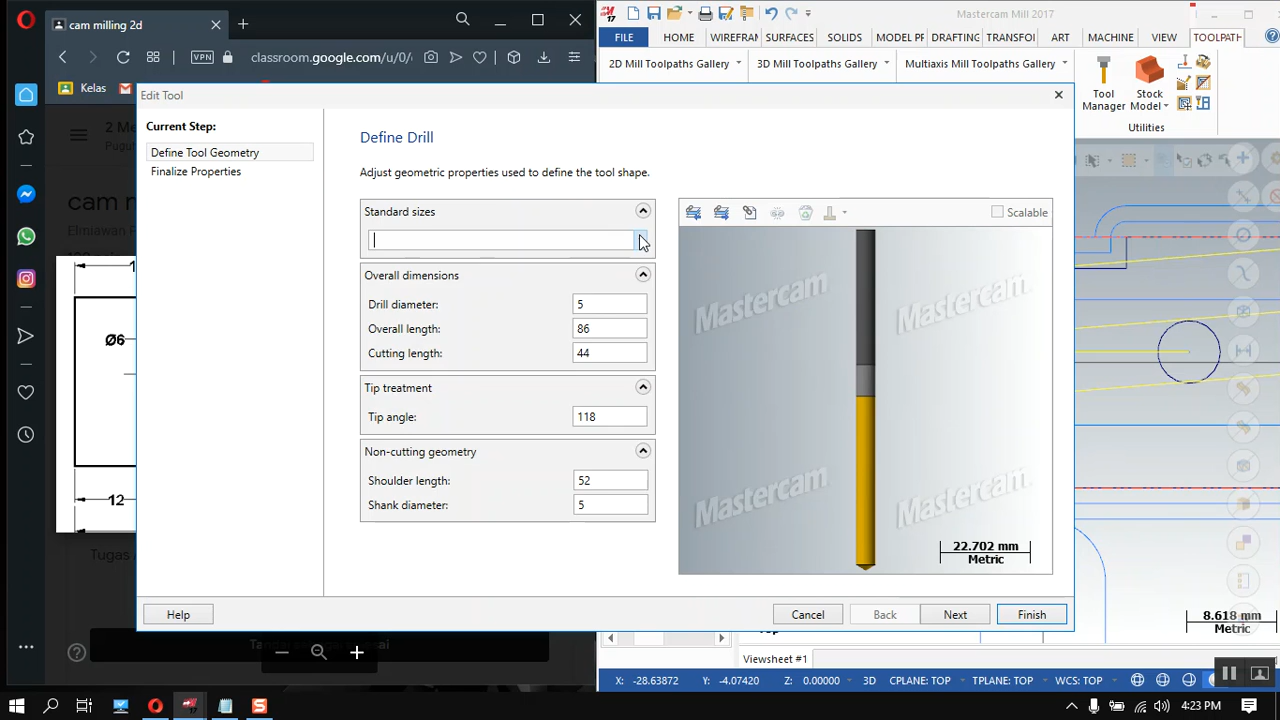 cam milling 2d
VPN
classroom.google.com/u/0/
Kelas
Mastercam Mill 2017
FILE
HOME
WIREFRAM
SURFACES
SOLIDS
MODEL PR
DRAFTING
TRANSFOI
ART
MACHINE
VIEW
TOOLPATH
2D Mill Toolpaths Gallery
3D Mill Toolpaths Gallery
Multiaxis Mill Toolpaths Gallery
Tool Manager
Stock Model
Utilities
Edit Tool
Current Step:
Define Tool Geometry
Finalize Properties
Define Drill
Adjust geometric properties used to define the tool shape.
Standard sizes
Overall dimensions
Drill diameter: 5
Overall length: 86
Cutting length: 44
Tip treatment
Tip angle: 118
Non-cutting geometry
Shoulder length: 52
Shank diameter: 5
Scalable
Mastercam
Mastercam
Mastercam
Mastercam
22.702 mm
Metric
Help
Cancel
Back
Next
Finish
Ø6
12
8.618 mm
Metric
Viewsheet #1
X: -28.63872
Y: -4.07420
Z: 0.00000
3D
CPLANE: TOP
TPLANE: TOP
WCS: TOP
4:23 PM